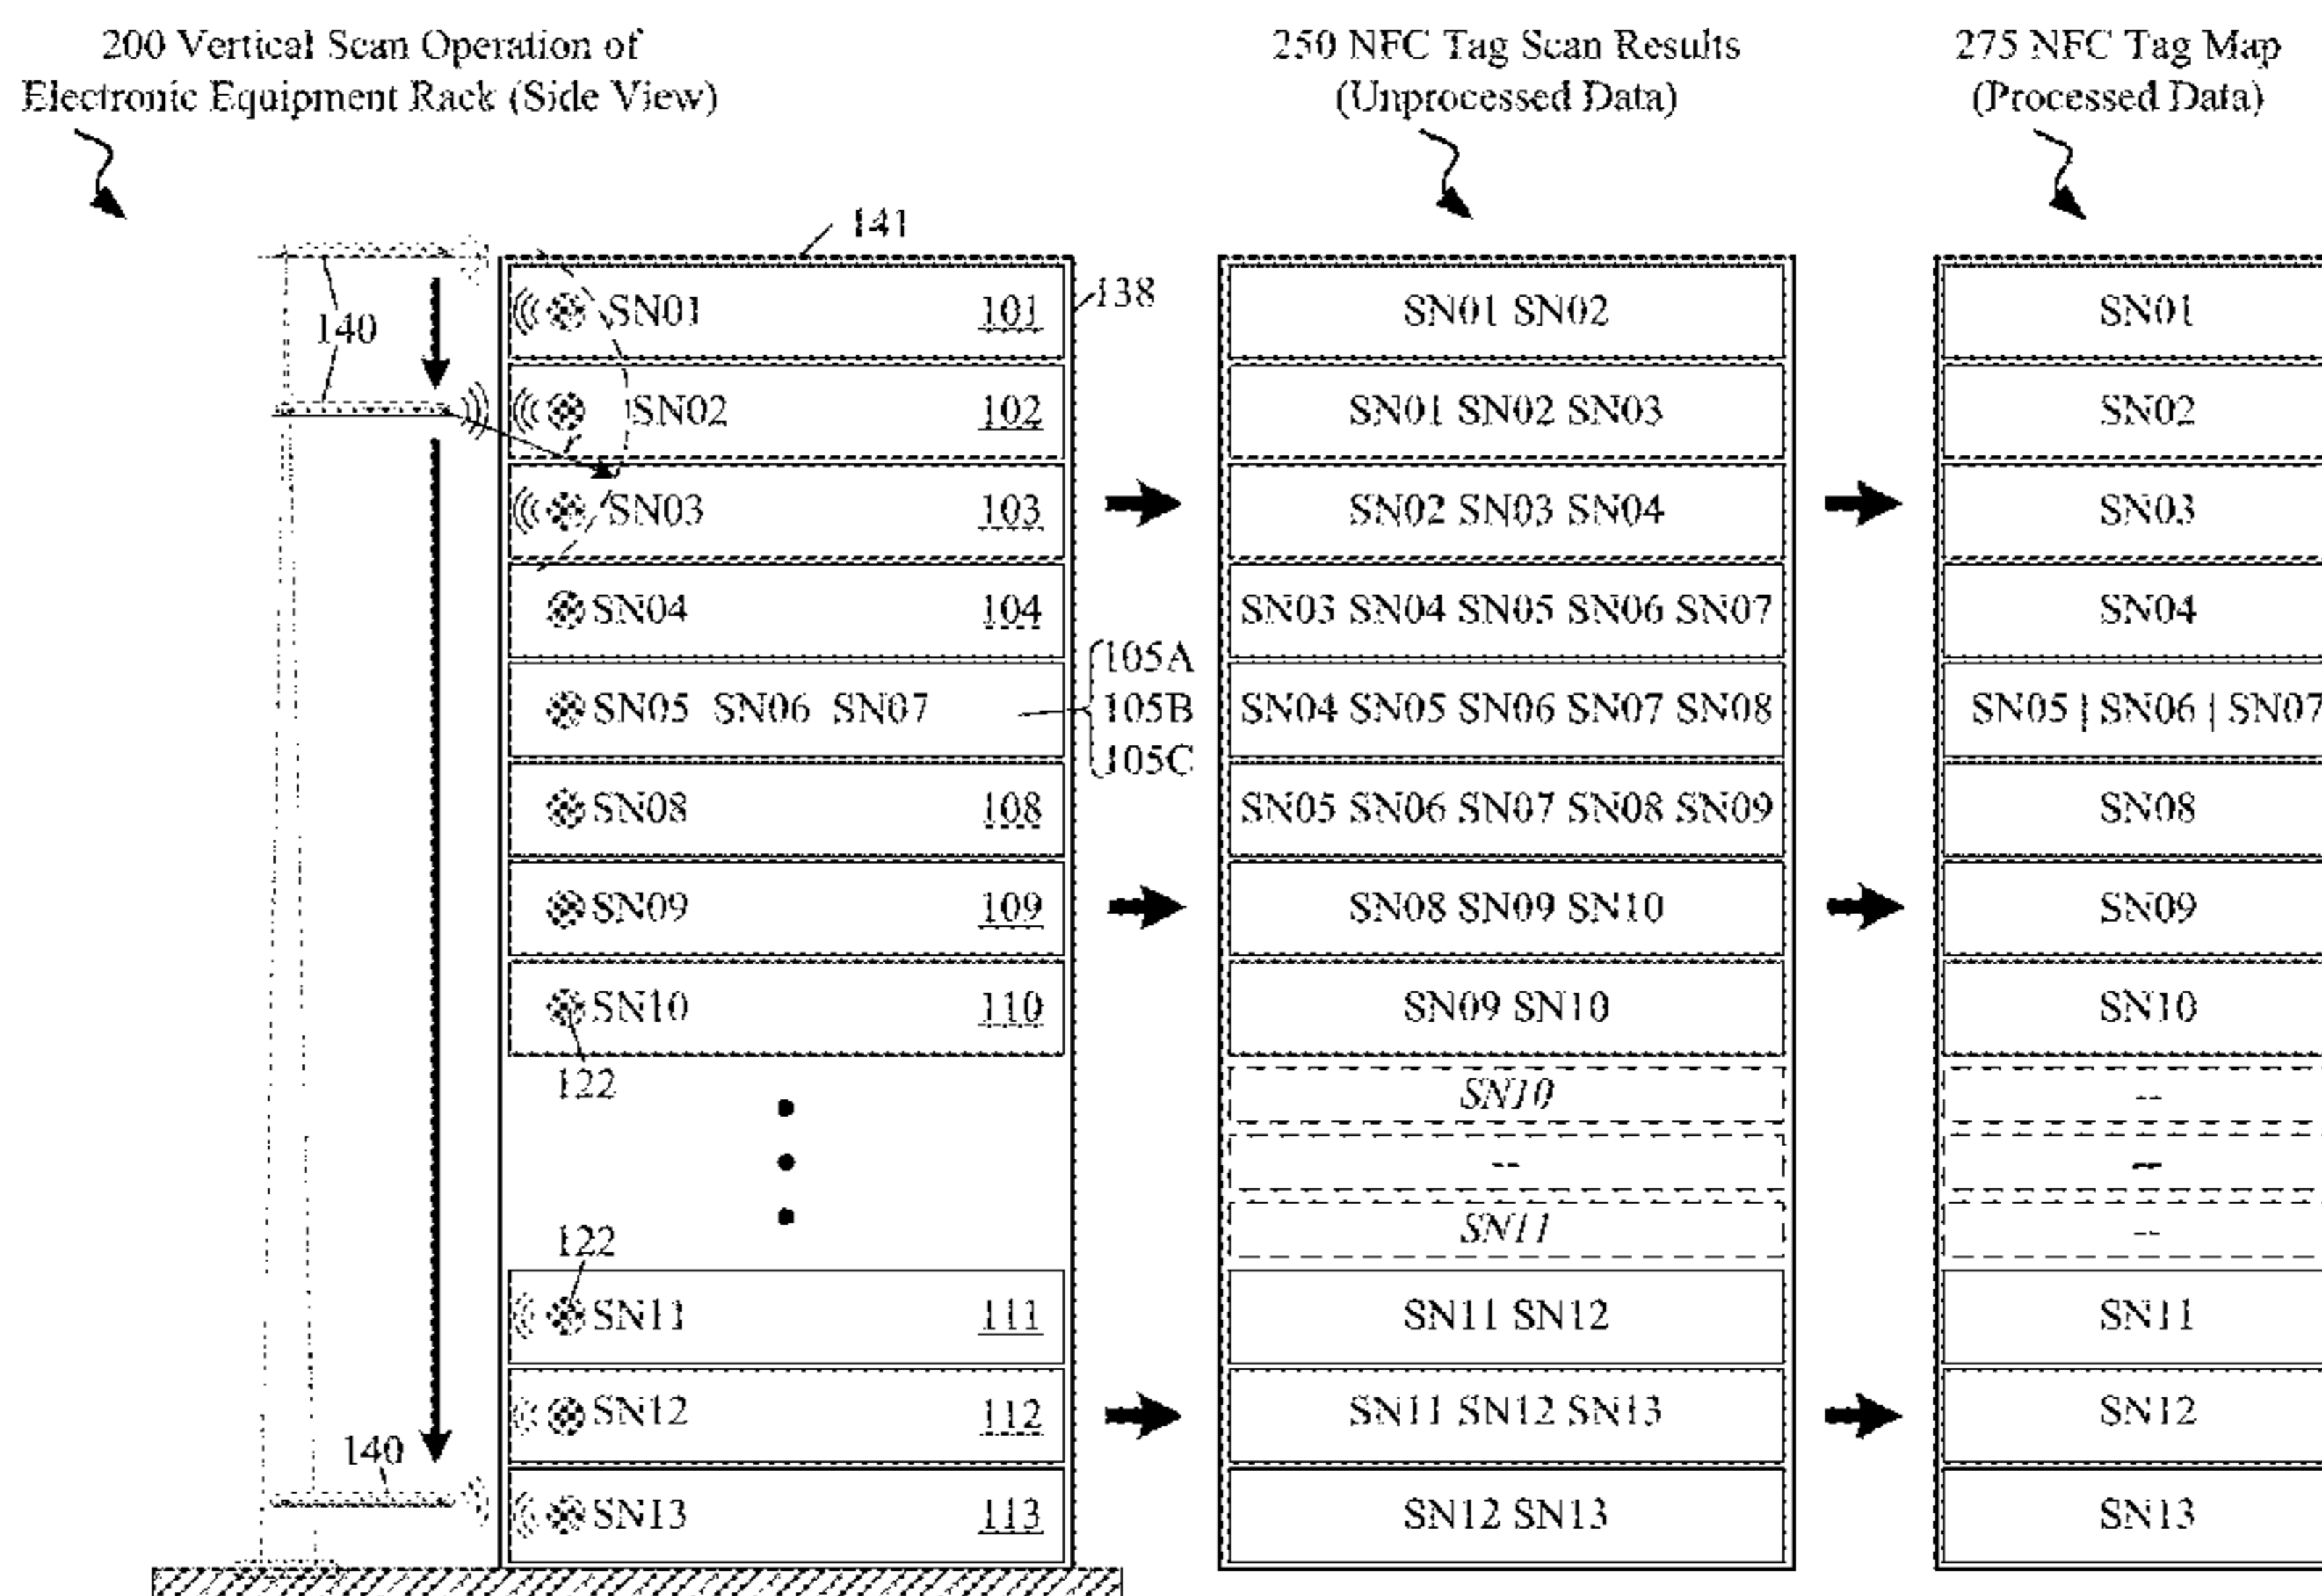 200 Vertical Scan Operation of
Electronic Equipment Rack (Side View)
250 NFC Tag Scan Results
(Unprocessed Data)
275 NFC Tag Map
(Processed Data)
141
138
140
SN01 101
SN02 102
SN03 103
SN04 104
SN05 SN06 SN07
105A
105B
105C
SN08 108
SN09 109
SN10 110
122
122
SN11 111
SN12 112
140
SN13 113
SN01 SN02
SN01 SN02 SN03
SN02 SN03 SN04
SN03 SN04 SN05 SN06 SN07
SN04 SN05 SN06 SN07 SN08
SN05 SN06 SN07 SN08 SN09
SN08 SN09 SN10
SN09 SN10
SN10
--
SN11
SN11 SN12
SN11 SN12 SN13
SN12 SN13
SN01
SN02
SN03
SN04
SN05 | SN06 | SN07
SN08
SN09
SN10
--
--
--
SN11
SN12
SN13